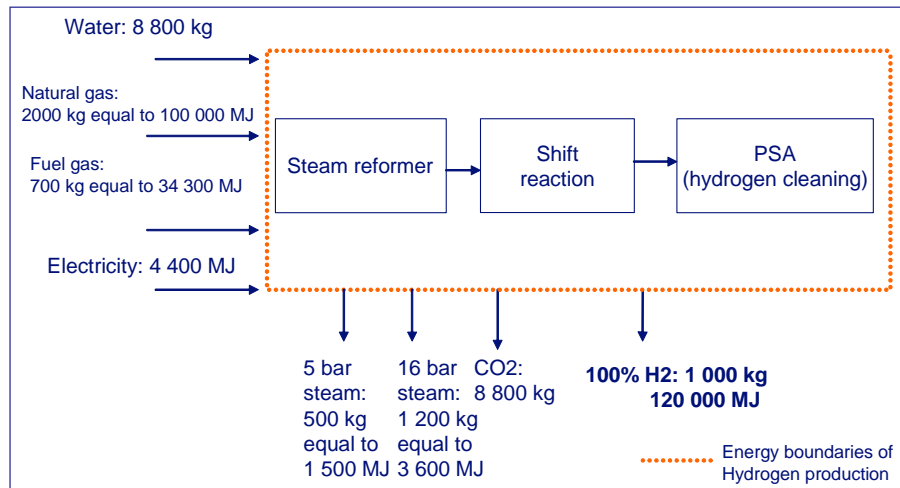 Water: 8 800 kg
Natural gas:
2000 kg equal to 100 000 MJ
Fuel gas:
700 kg equal to 34 300 MJ
Electricity: 4 400 MJ
Steam reformer
Shift
reaction
PSA
(hydrogen cleaning)
5 bar
steam:
500 kg
equal to
1 500 MJ
16 bar
steam:
1 200 kg
equal to
3 600 MJ
CO2:
8 800 kg
100% H2: 1 000 kg
120 000 MJ
Energy boundaries of
Hydrogen production